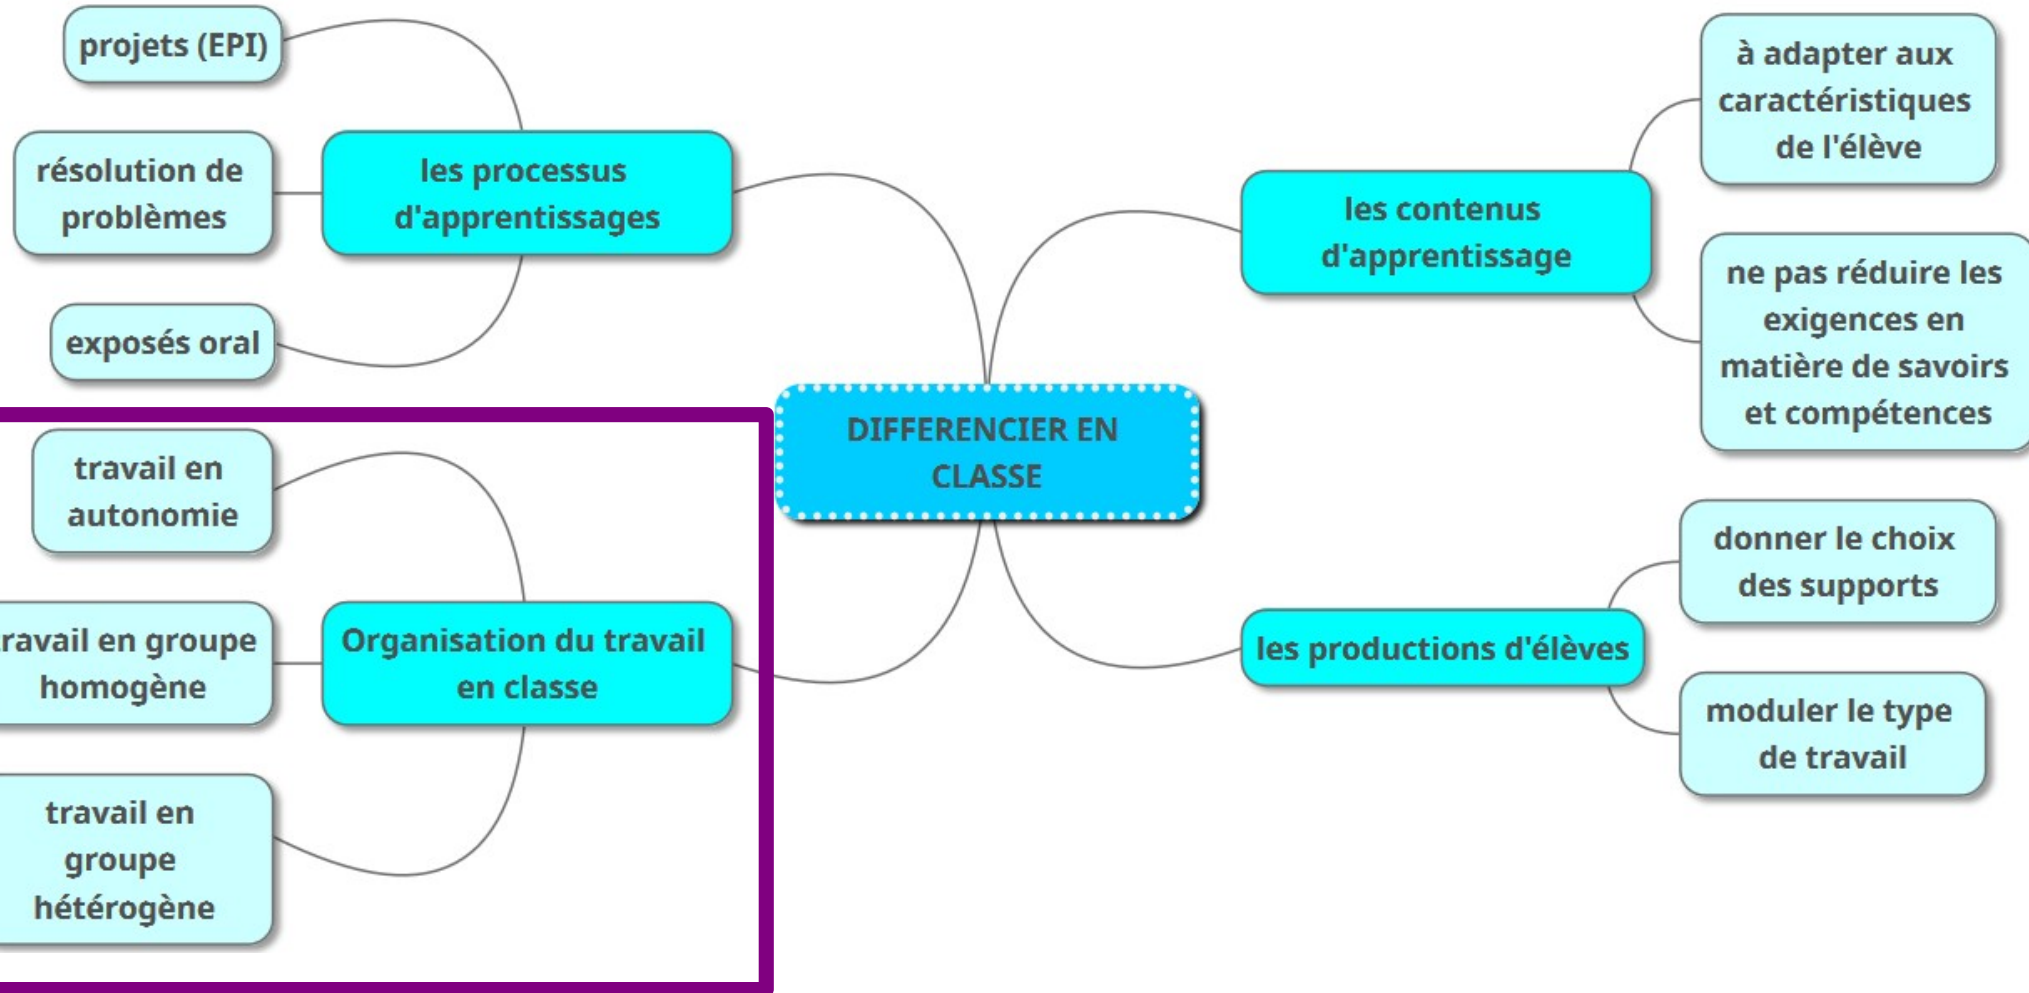 projets (EPI)
résolution de
problèmes
exposés oral
les processus
d'apprentissages
travail en
autonomie
ravail en groupe
homogène
travail en
groupe
hétérogène
Organisation du travail
en classe
DIFFERENCIER EN
CLASSE
les contenus
d'apprentissage
à adapter aux
caractéristiques
de l'élève
ne pas réduire les
exigences en
matière de savoirs
et compétences
les productions d'élèves
donner le choix
des supports
moduler le type
de travail